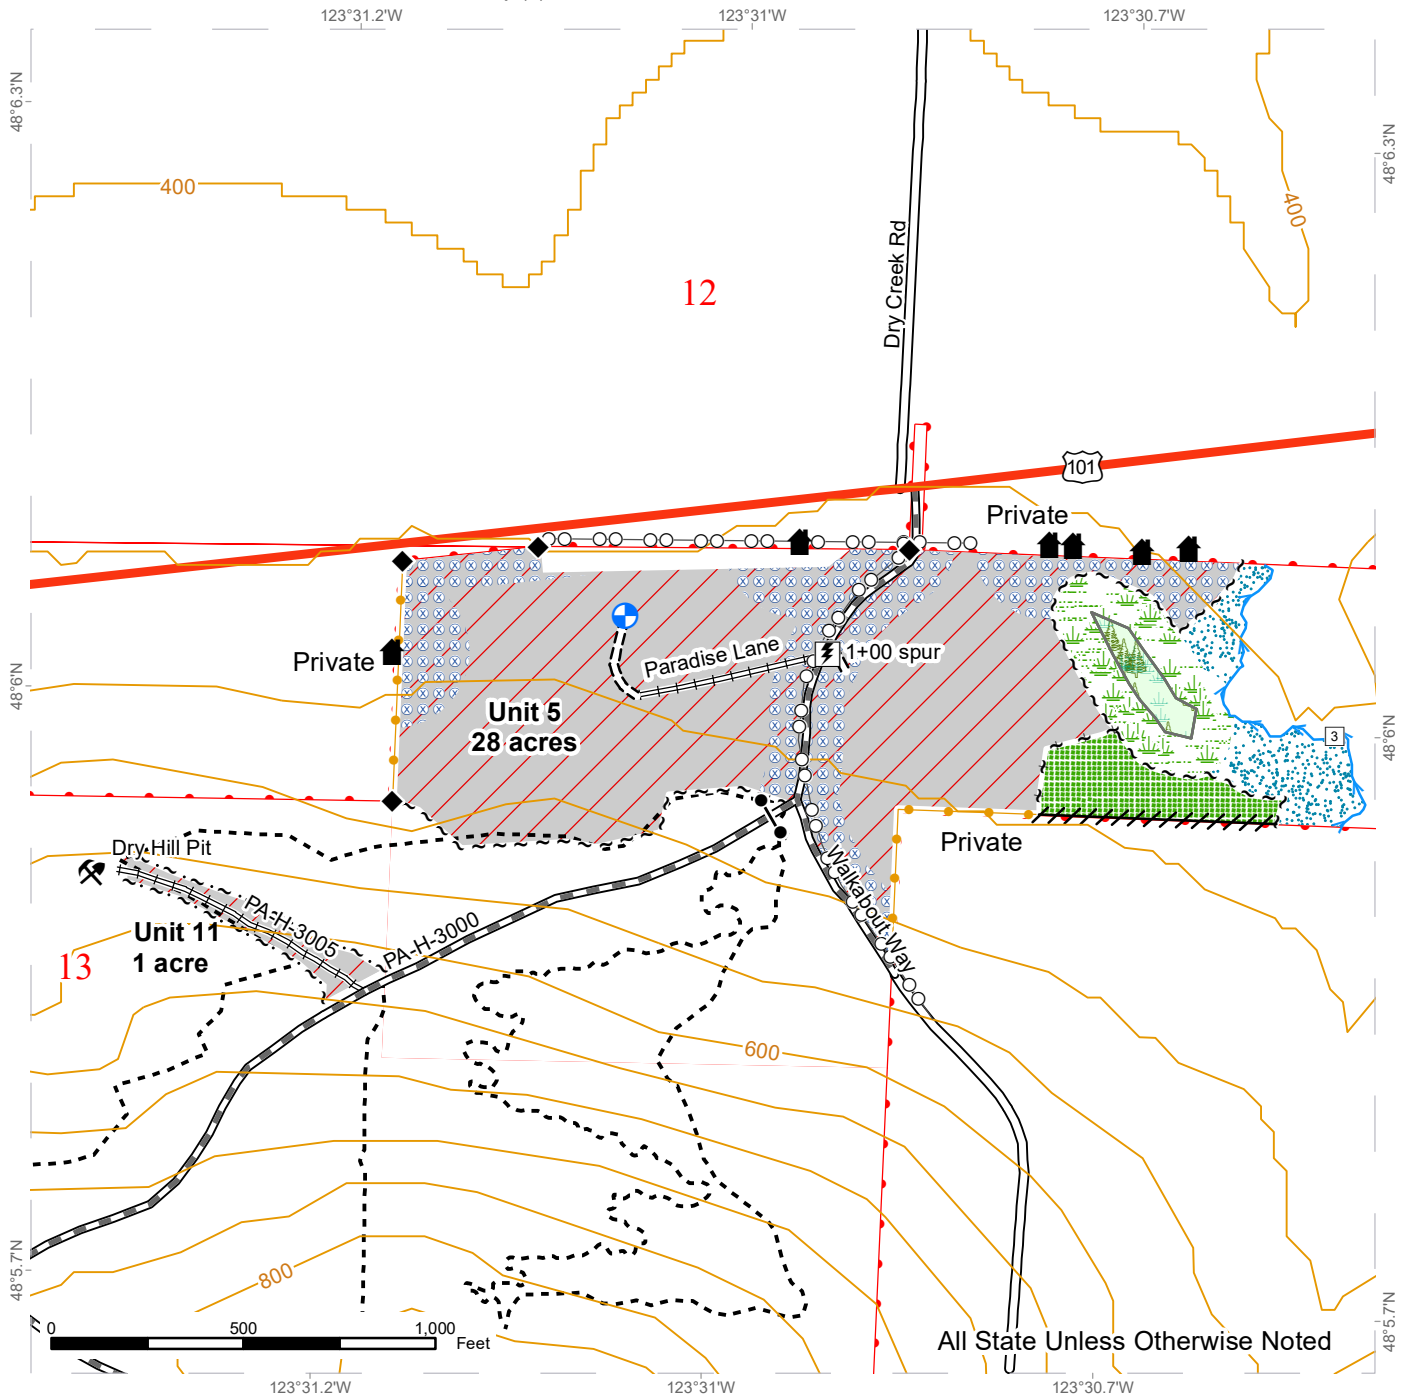 123°31.2'W
123°31'W
123°30.7'W
48°6.3'N
48°6.3'N
400
400
12
Dry Creek Rd
101
Private
Private
Paradise Lane
1+00 spur
Unit 5
28 acres
48°6'N
48°6'N
3
Private
Dry Hill Pit
Walkabout Way
PA-H-3005
PA-H-3000
Unit 11
1 acre
13
600
800
48°5.7'N
48°5.7'N
0
500
1,000
Feet
All State Unless Otherwise Noted
123°31.2'W
123°31'W
123°30.7'W